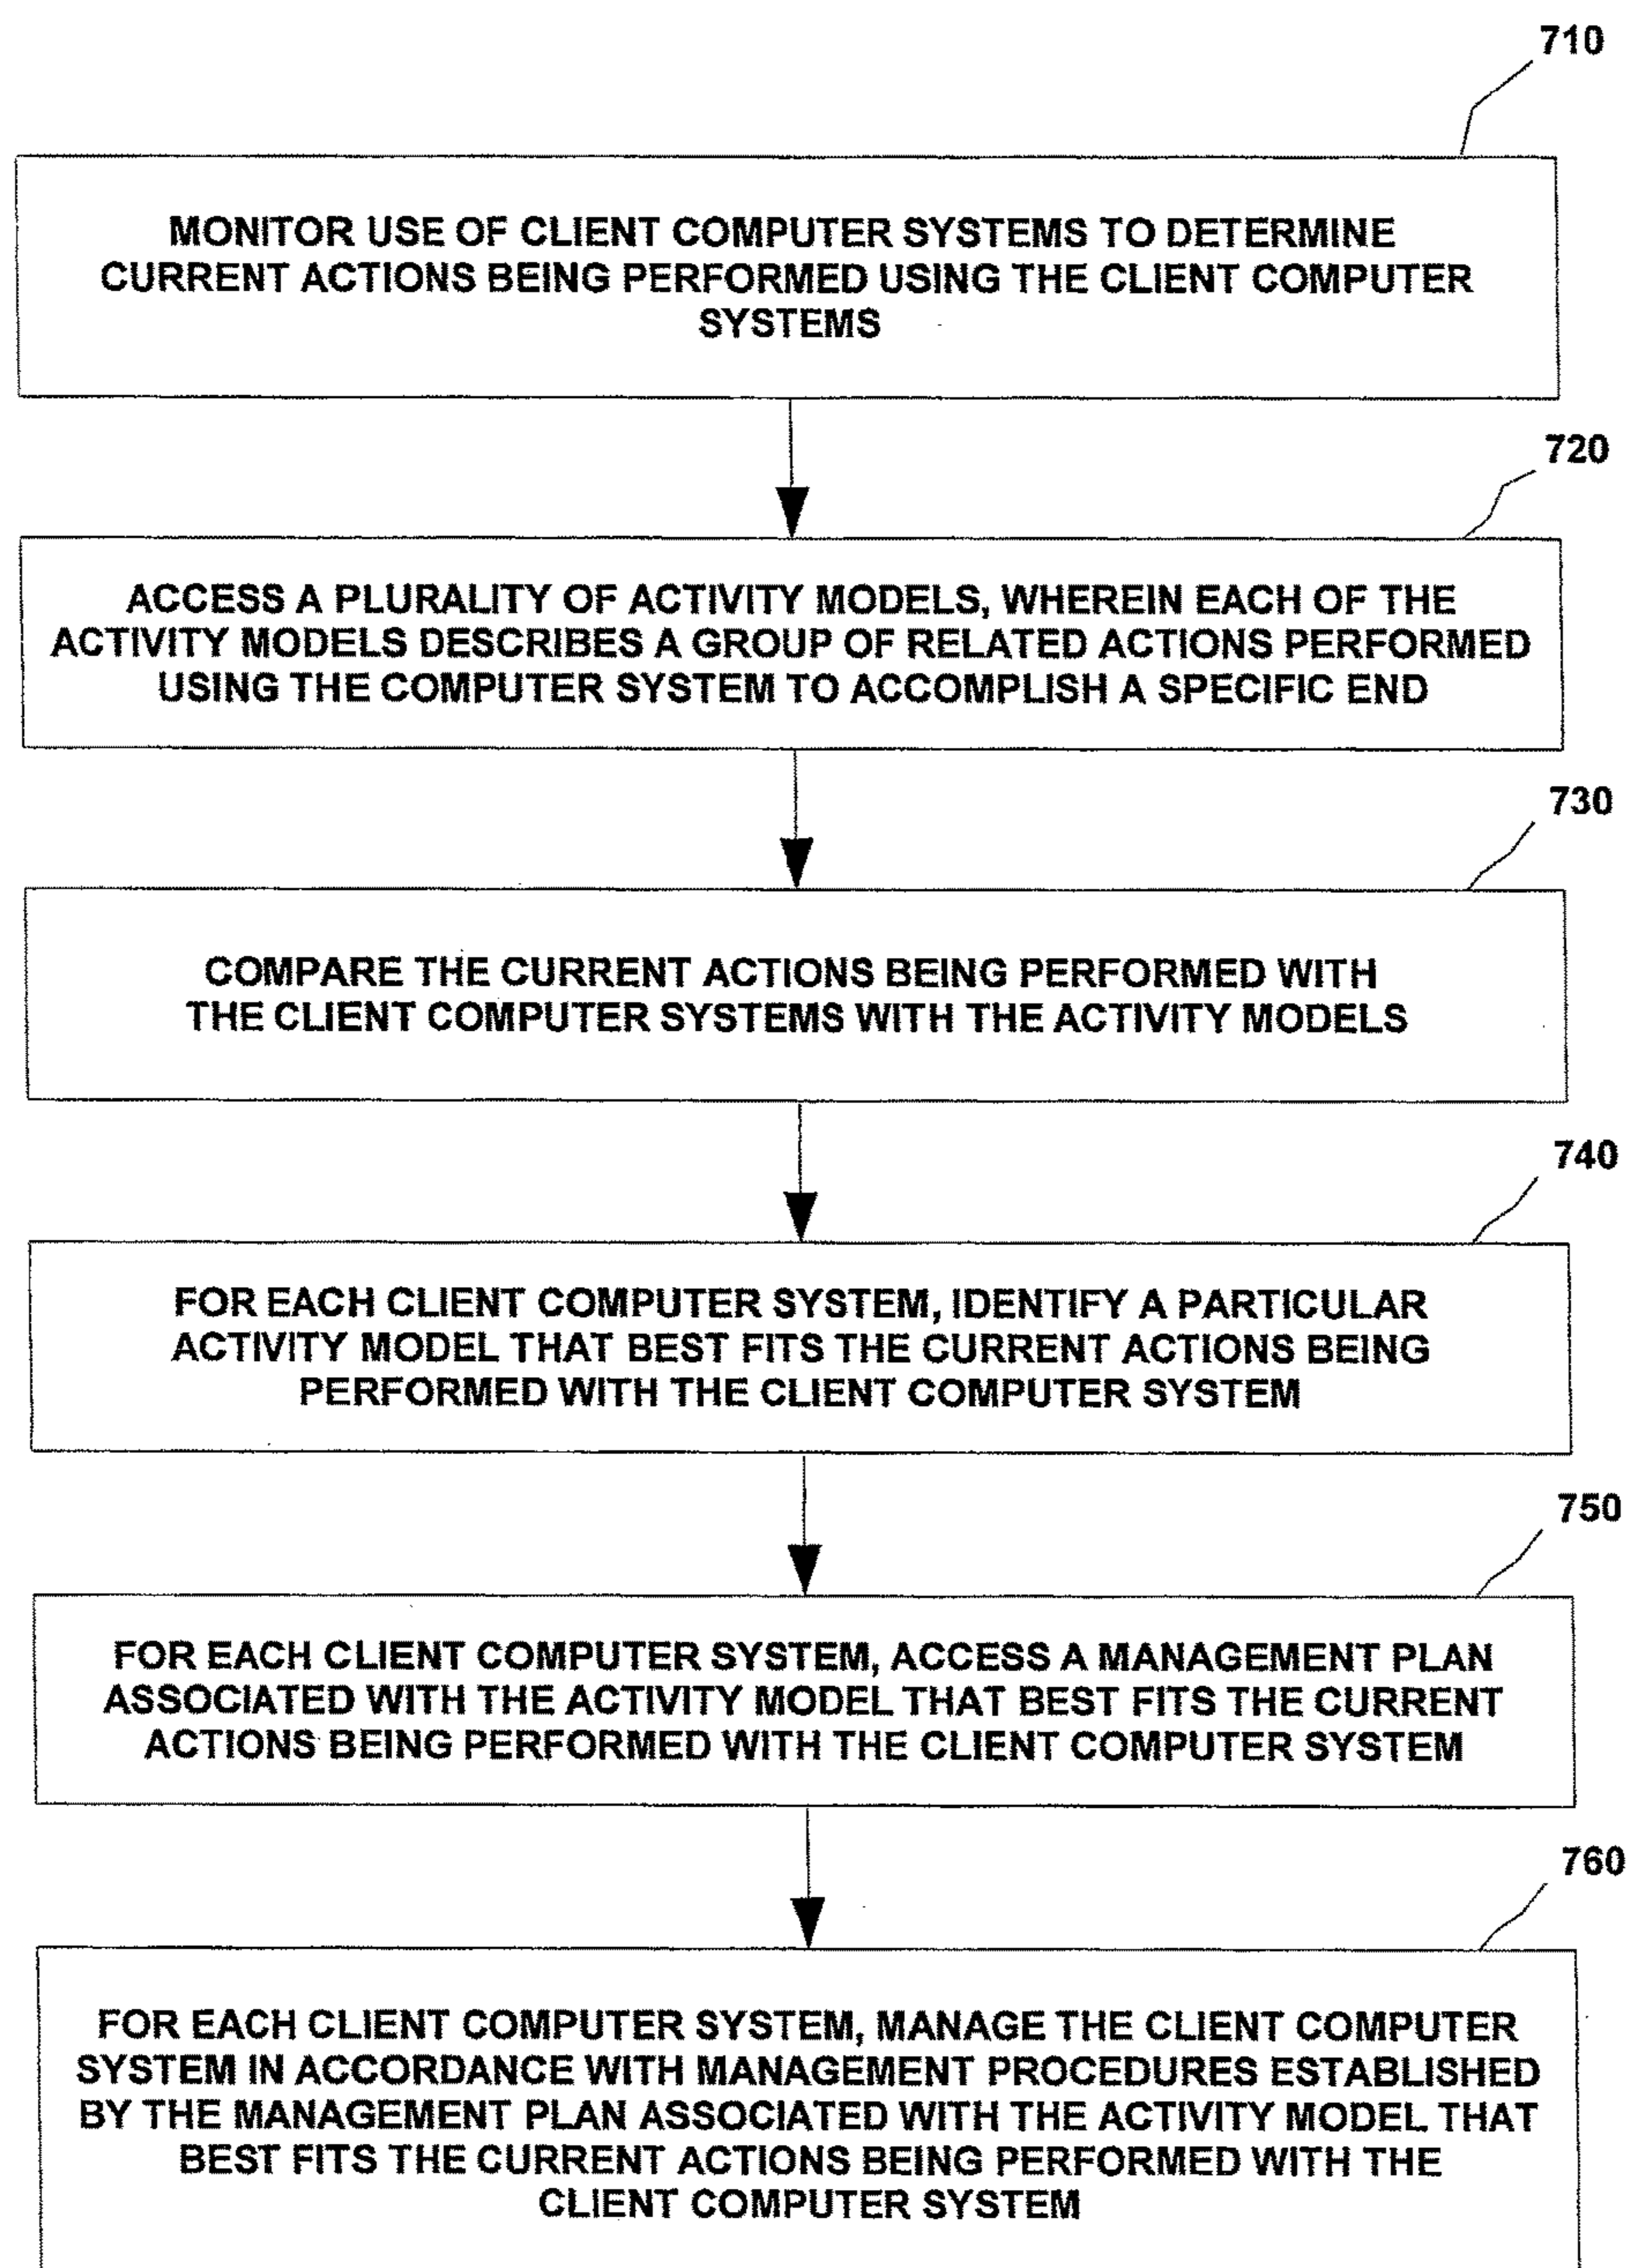 710
MONITOR USE OF CLIENT COMPUTER SYSTEMS TO DETERMINE
CURRENT ACTIONS BEING PERFORMED USING THE CLIENT COMPUTER
SYSTEMS
720
ACCESS A PLURALITY OF ACTIVITY MODELS, WHEREIN EACH OF THE
ACTIVITY MODELS DESCRIBES A GROUP OF RELATED ACTIONS PERFORMED
USING THE COMPUTER SYSTEM TO ACCOMPLISH A SPECIFIC END
730
COMPARE THE CURRENT ACTIONS BEING PERFORMED WITH
THE CLIENT COMPUTER SYSTEMS WITH THE ACTIVITY MODELS
740
FOR EACH CLIENT COMPUTER SYSTEM, IDENTIFY A PARTICULAR
ACTIVITY MODEL THAT BEST FITS THE CURRENT ACTIONS BEING
PERFORMED WITH THE CLIENT COMPUTER SYSTEM
750
FOR EACH CLIENT COMPUTER SYSTEM, ACCESS A MANAGEMENT PLAN
ASSOCIATED WITH THE ACTIVITY MODEL THAT BEST FITS THE CURRENT
ACTIONS BEING PERFORMED WITH THE CLIENT COMPUTER SYSTEM
760
FOR EACH CLIENT COMPUTER SYSTEM, MANAGE THE CLIENT COMPUTER
SYSTEM IN ACCORDANCE WITH MANAGEMENT PROCEDURES ESTABLISHED
BY THE MANAGEMENT PLAN ASSOCIATED WITH THE ACTIVITY MODEL THAT
BEST FITS THE CURRENT ACTIONS BEING PERFORMED WITH THE
CLIENT COMPUTER SYSTEM